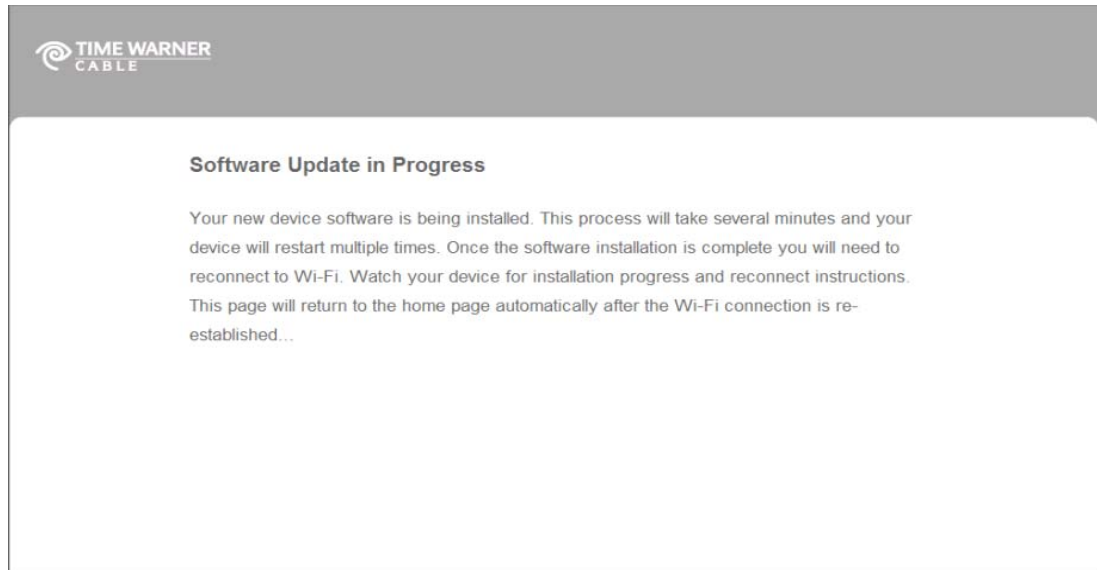 TIME WARNER
CABLE
Software Update in Progress
Your new device software is being installed. This process will take several minutes and your
device will restart multiple times. Once the software installation is complete you will need to
reconnect to Wi-Fi. Watch your device for installation progress and reconnect instructions.
This page will return to the home page automatically after the Wi-Fi connection is re-
established...